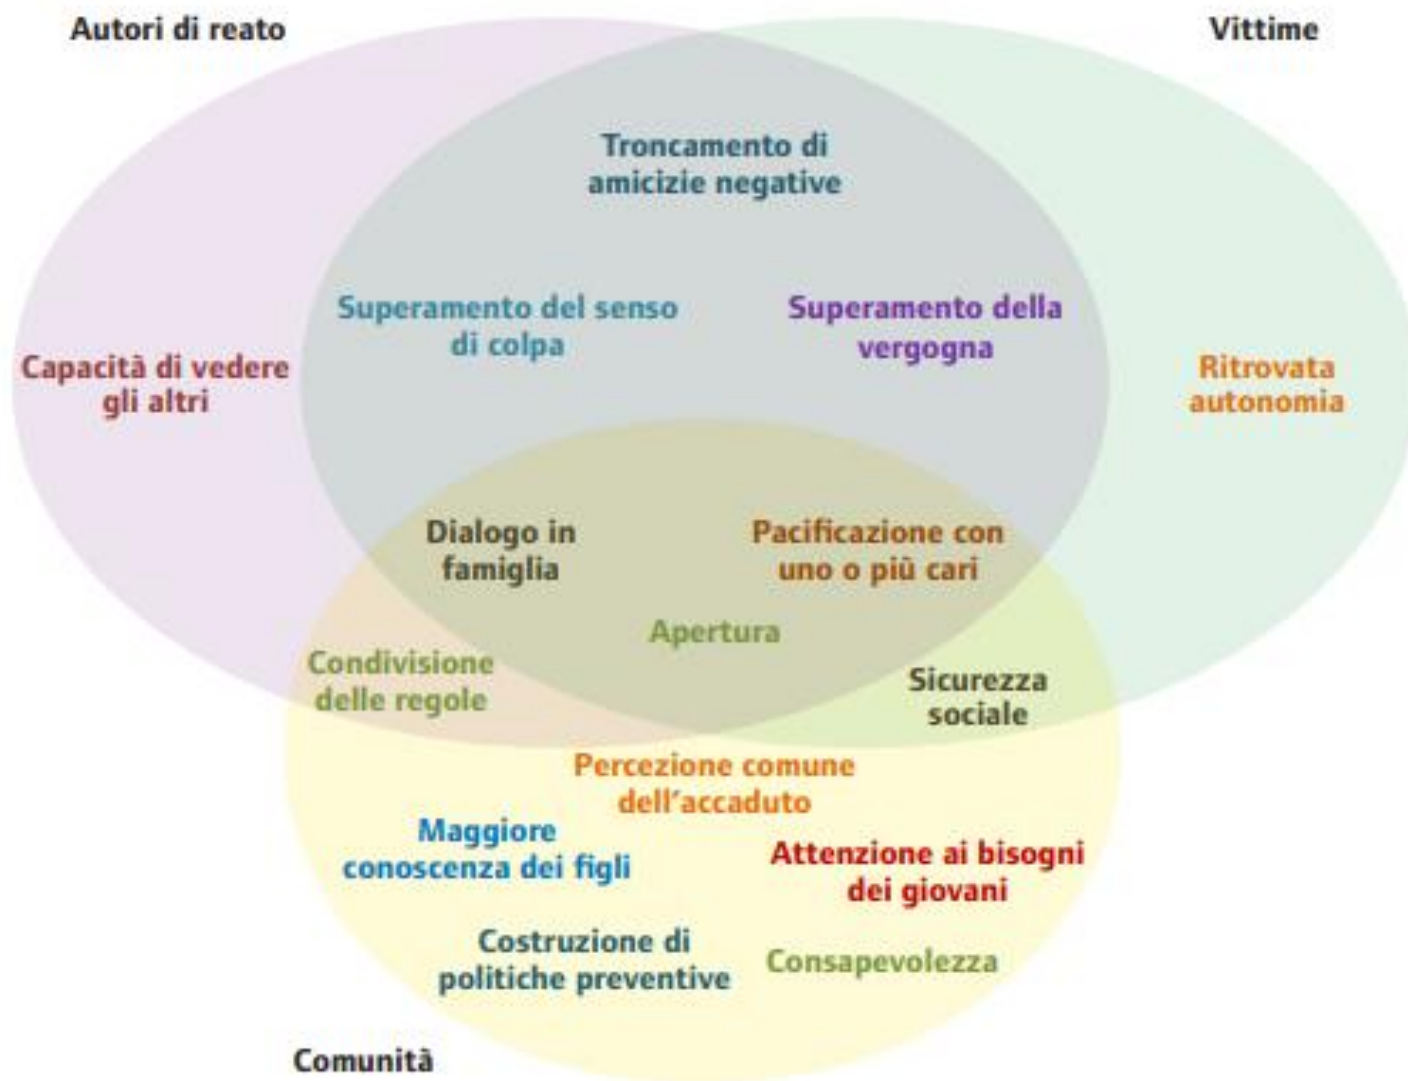 Autori di reato
Vittime
Troncamento di
amicizie negative
Superamento del senso
di colpa
Superamento della
vergogna
Capacità di vedere
gli altri
Ritrovata
autonomia
Dialogo in
famiglia
Pacificazione con
uno o più cari
Apertura
Condivisione
delle regole
Sicurezza
sociale
Percezione comune
dell'accaduto
Maggiore
conoscenza dei figli
Attenzione ai bisogni
dei giovani
Costruzione di
politiche preventive
Consapevolezza
Comunità